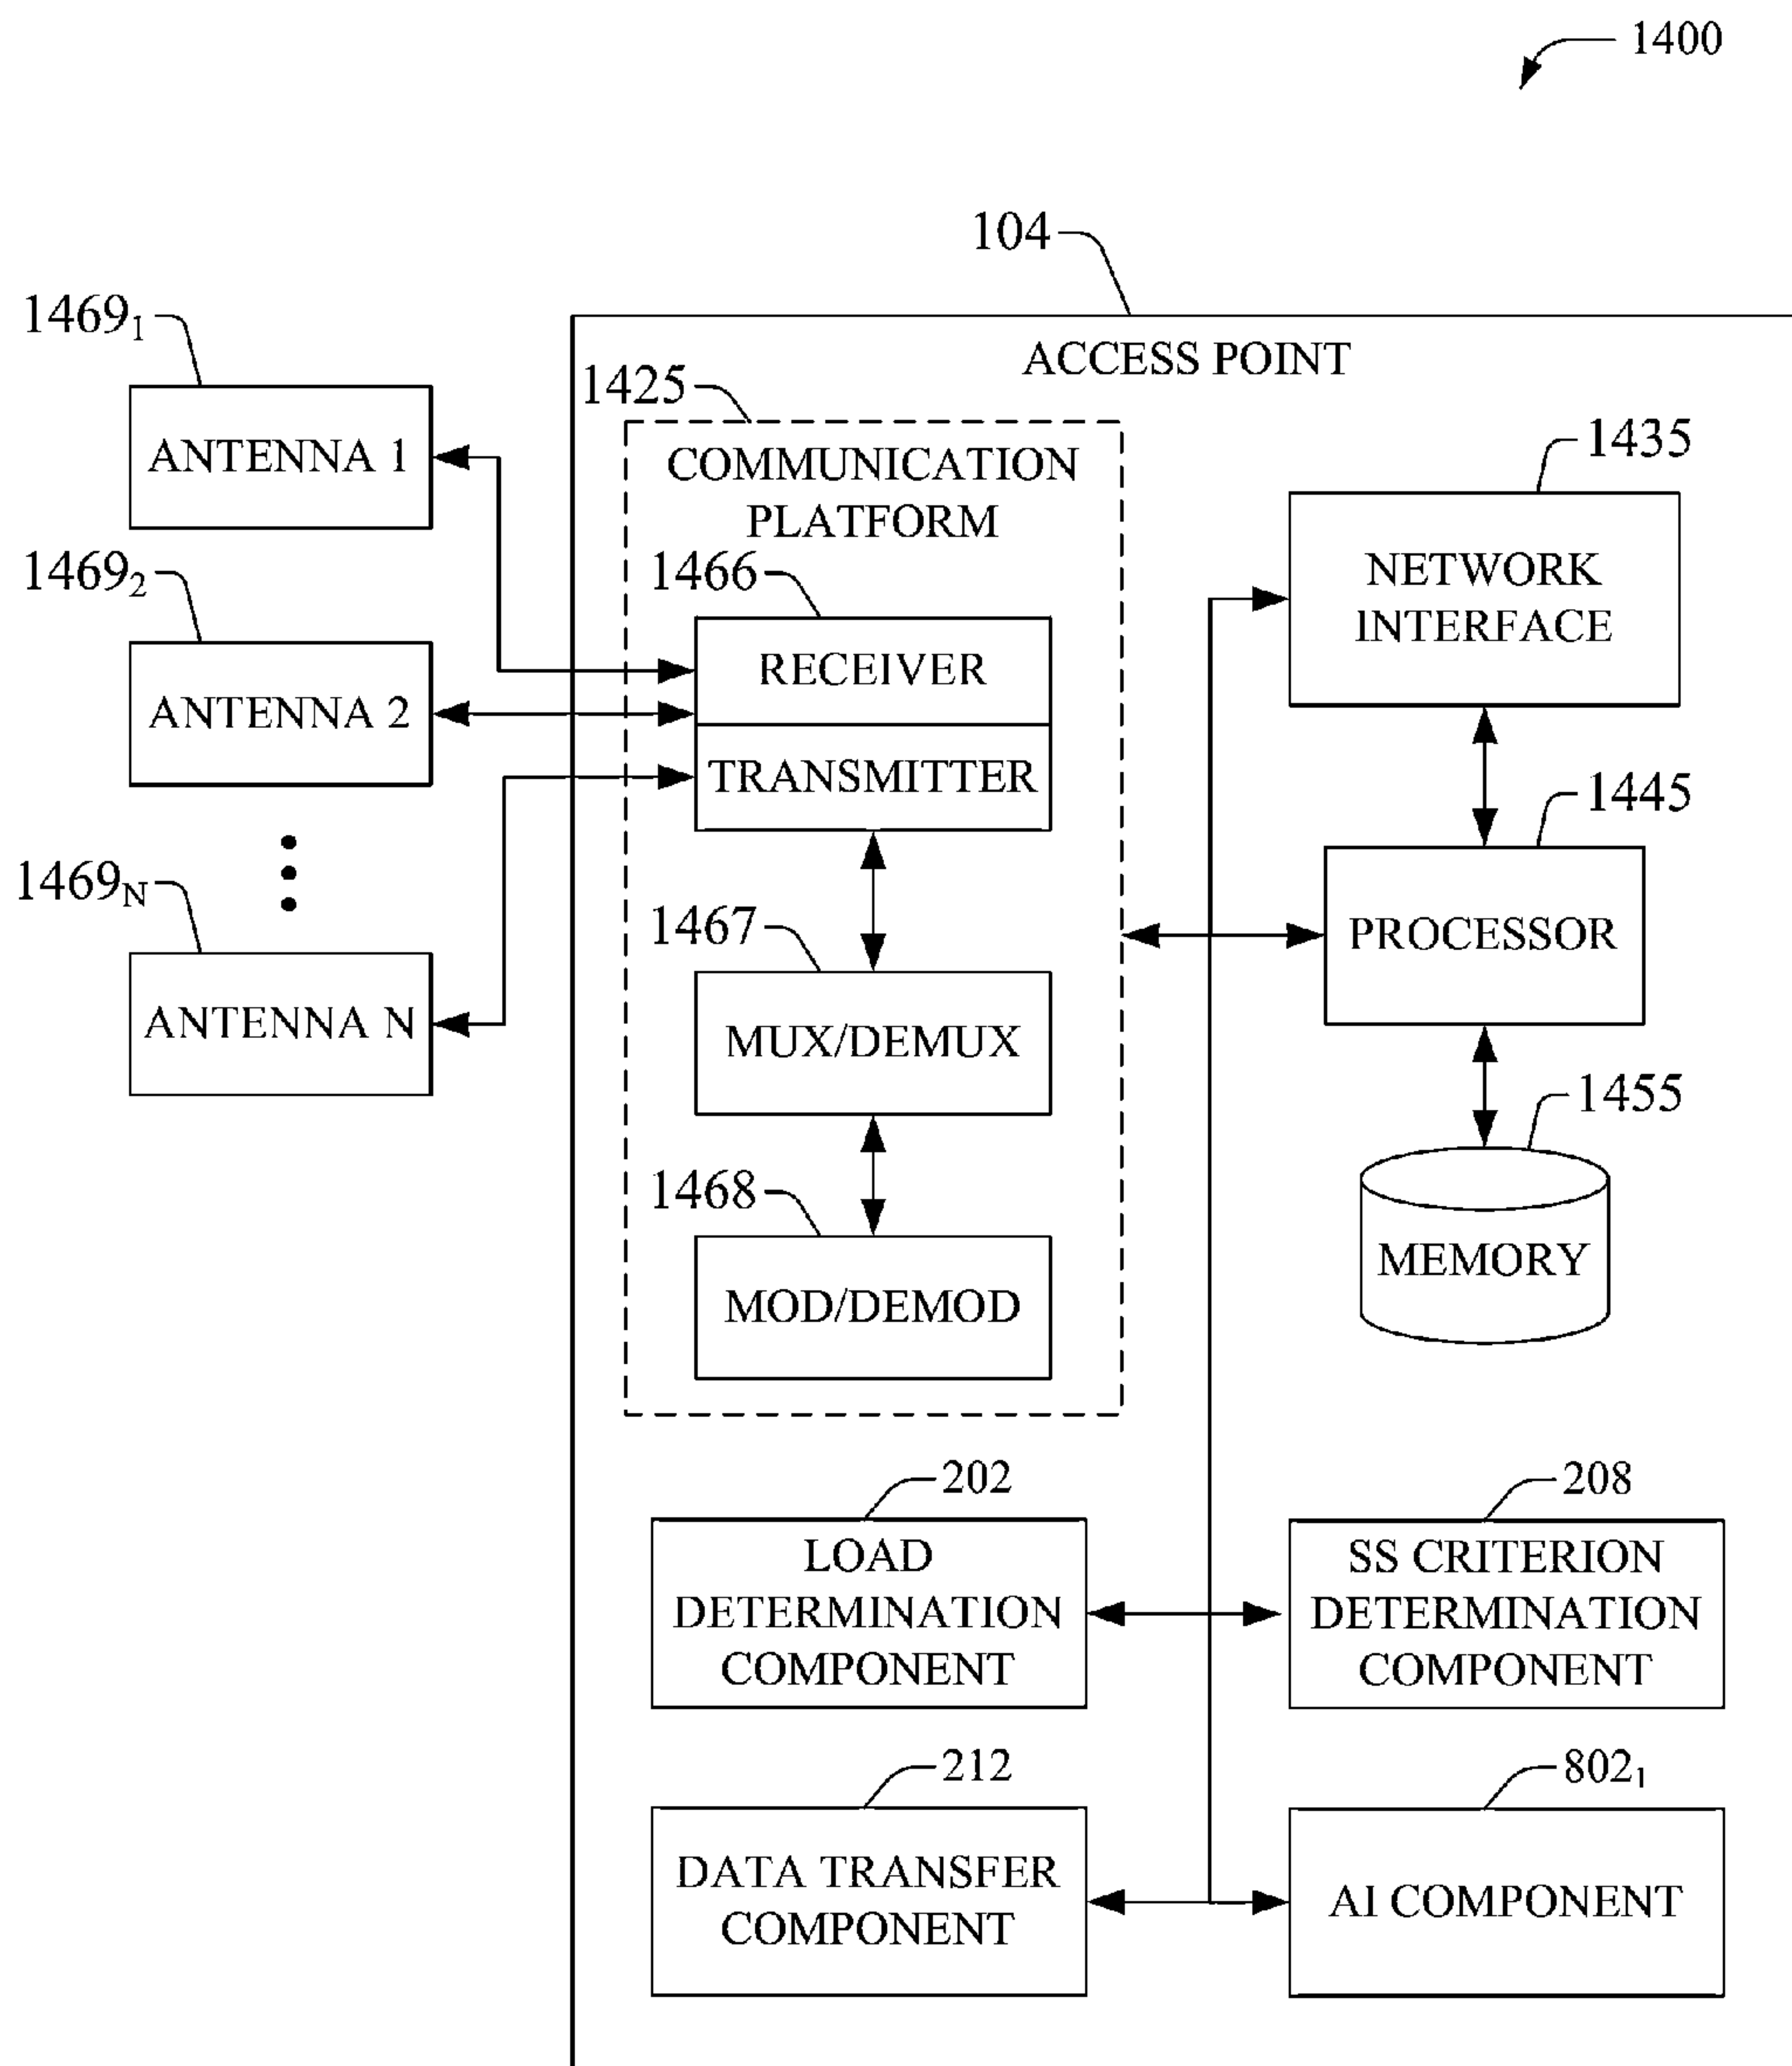 1400
104
ACCESS POINT
1469₁
ANTENNA 1
1469₂
ANTENNA 2
1469N
ANTENNA N
1425
COMMUNICATION
PLATFORM
1466
RECEIVER
TRANSMITTER
1467
MUX/DEMUX
1468
MOD/DEMOD
1435
NETWORK
INTERFACE
1445
PROCESSOR
1455
MEMORY
202
LOAD
DETERMINATION
COMPONENT
208
SS CRITERION
DETERMINATION
COMPONENT
212
DATA TRANSFER
COMPONENT
802₁
AI COMPONENT